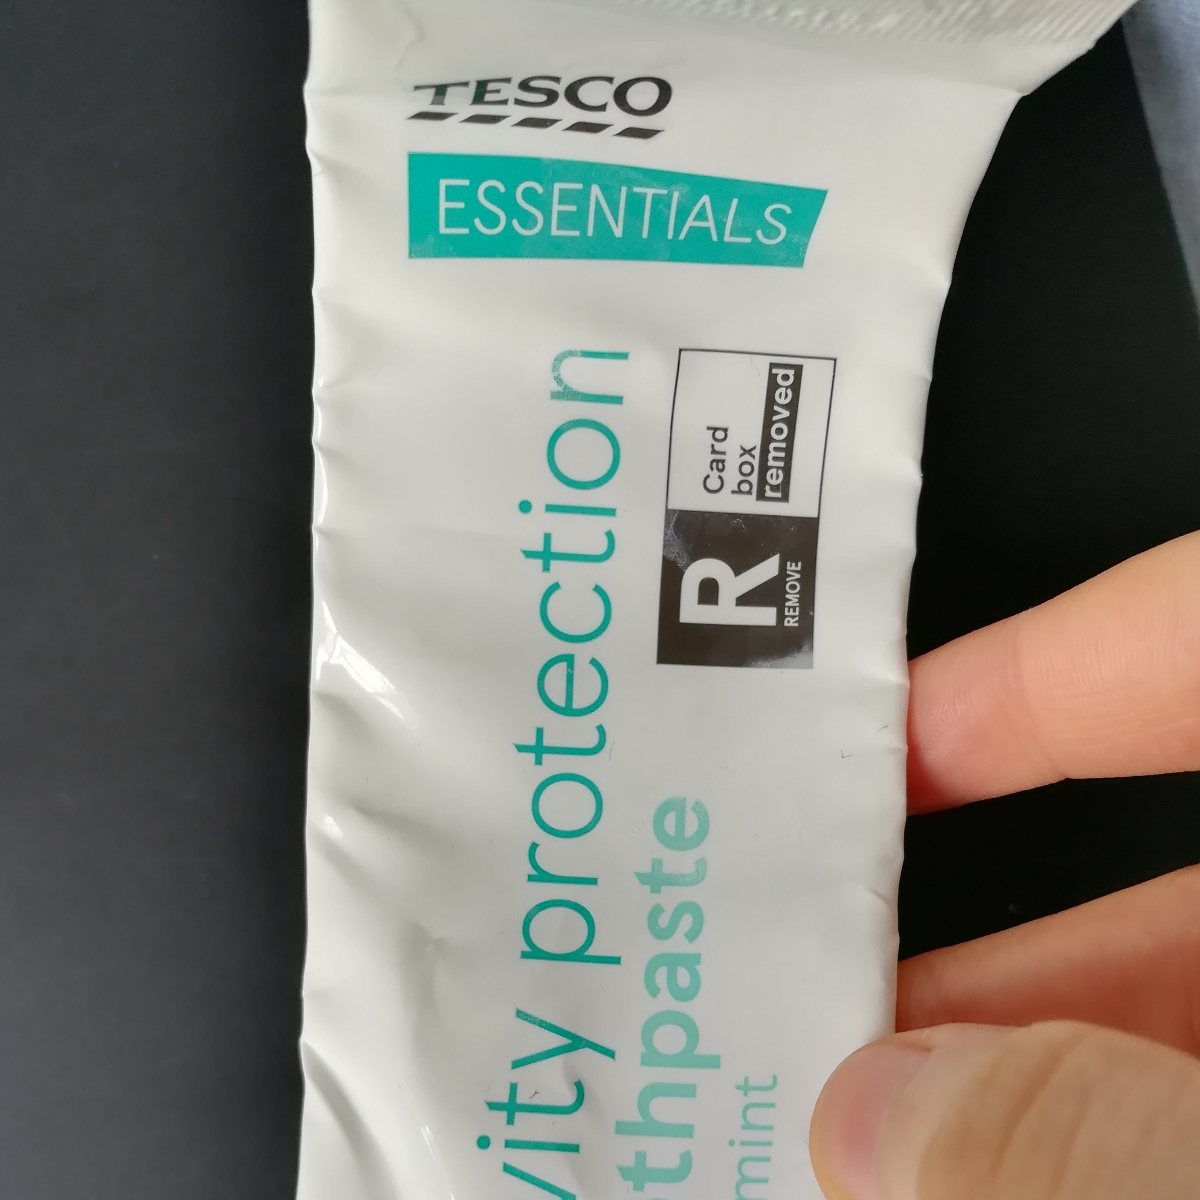 TESCO
ESSENTIALS
vity protection
thpaste
mint
Card
box
removed
R
REMOVE